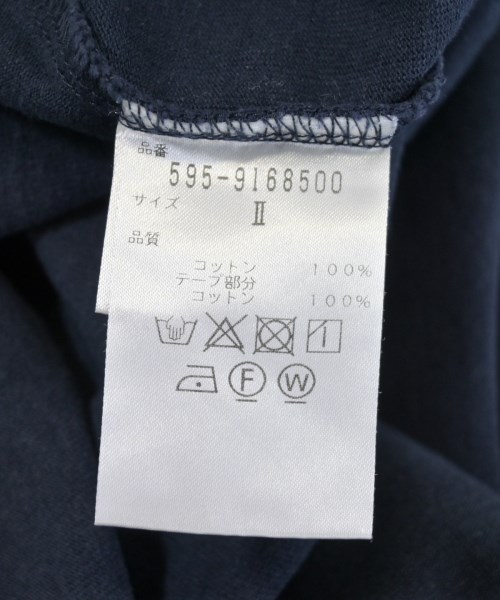 品番
595-9168500
サイズ
Ⅱ
品質
コットン 100%
テープ部分
コットン 100%
F W